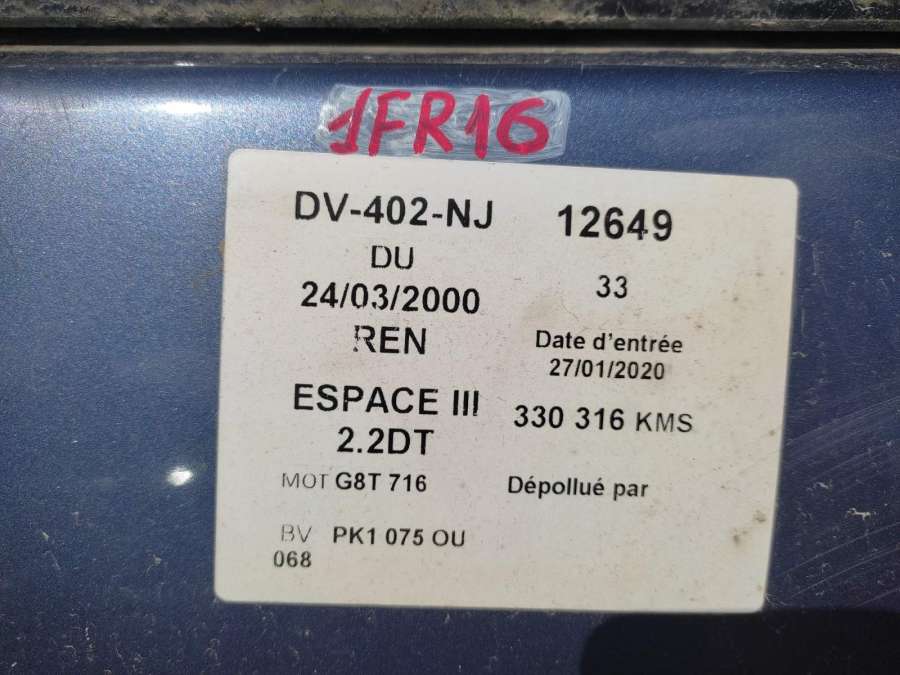 1FR16
DV-402-NJ
DU
24/03/2000
REN
ESPACE III
2.2DT
MOT G8T 716
BV PK1 075 OU
068
12649
33
Date d'entrée
27/01/2020
330 316 KMS
Dépollué par